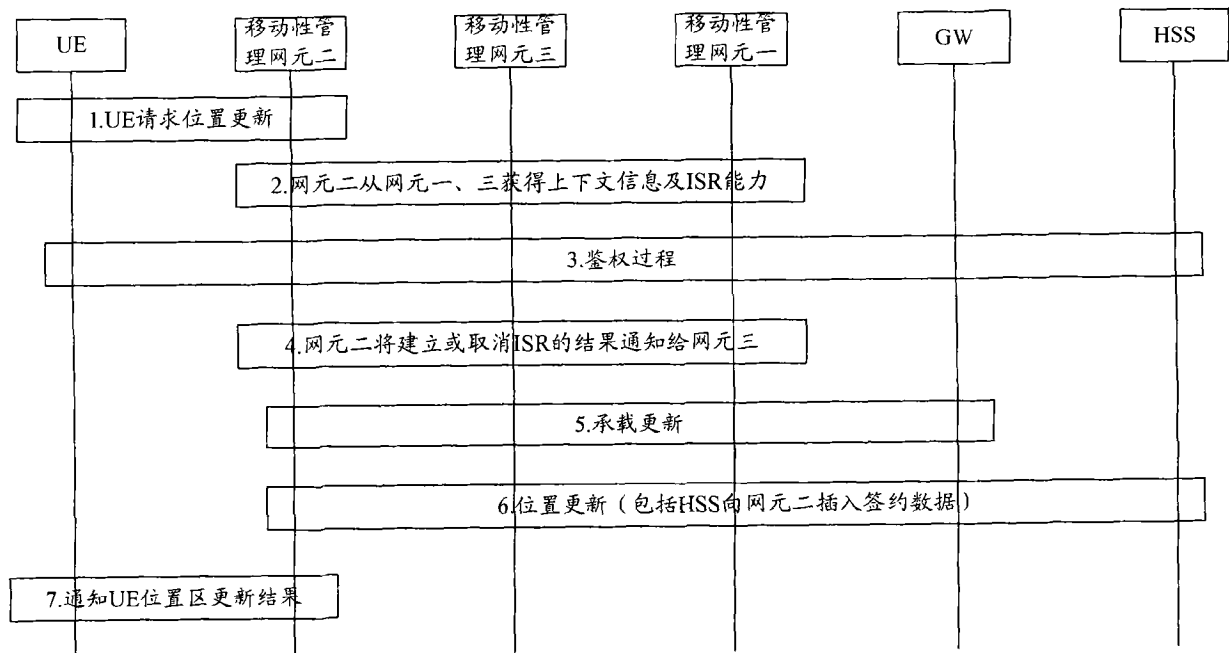 UE
移动性管
理网元二
移动性管
理网元三
移动性管
理网元一
GW
HSS
1.UE请求位置更新
2.网元二从网元一、三获得上下文信息及ISR能力
3.鉴权过程
4.网元二将建立或取消ISR的结果通知给网元三
5.承载更新
6.位置更新（包括HSS向网元二插入签约数据）
7.通知UE位置区更新结果